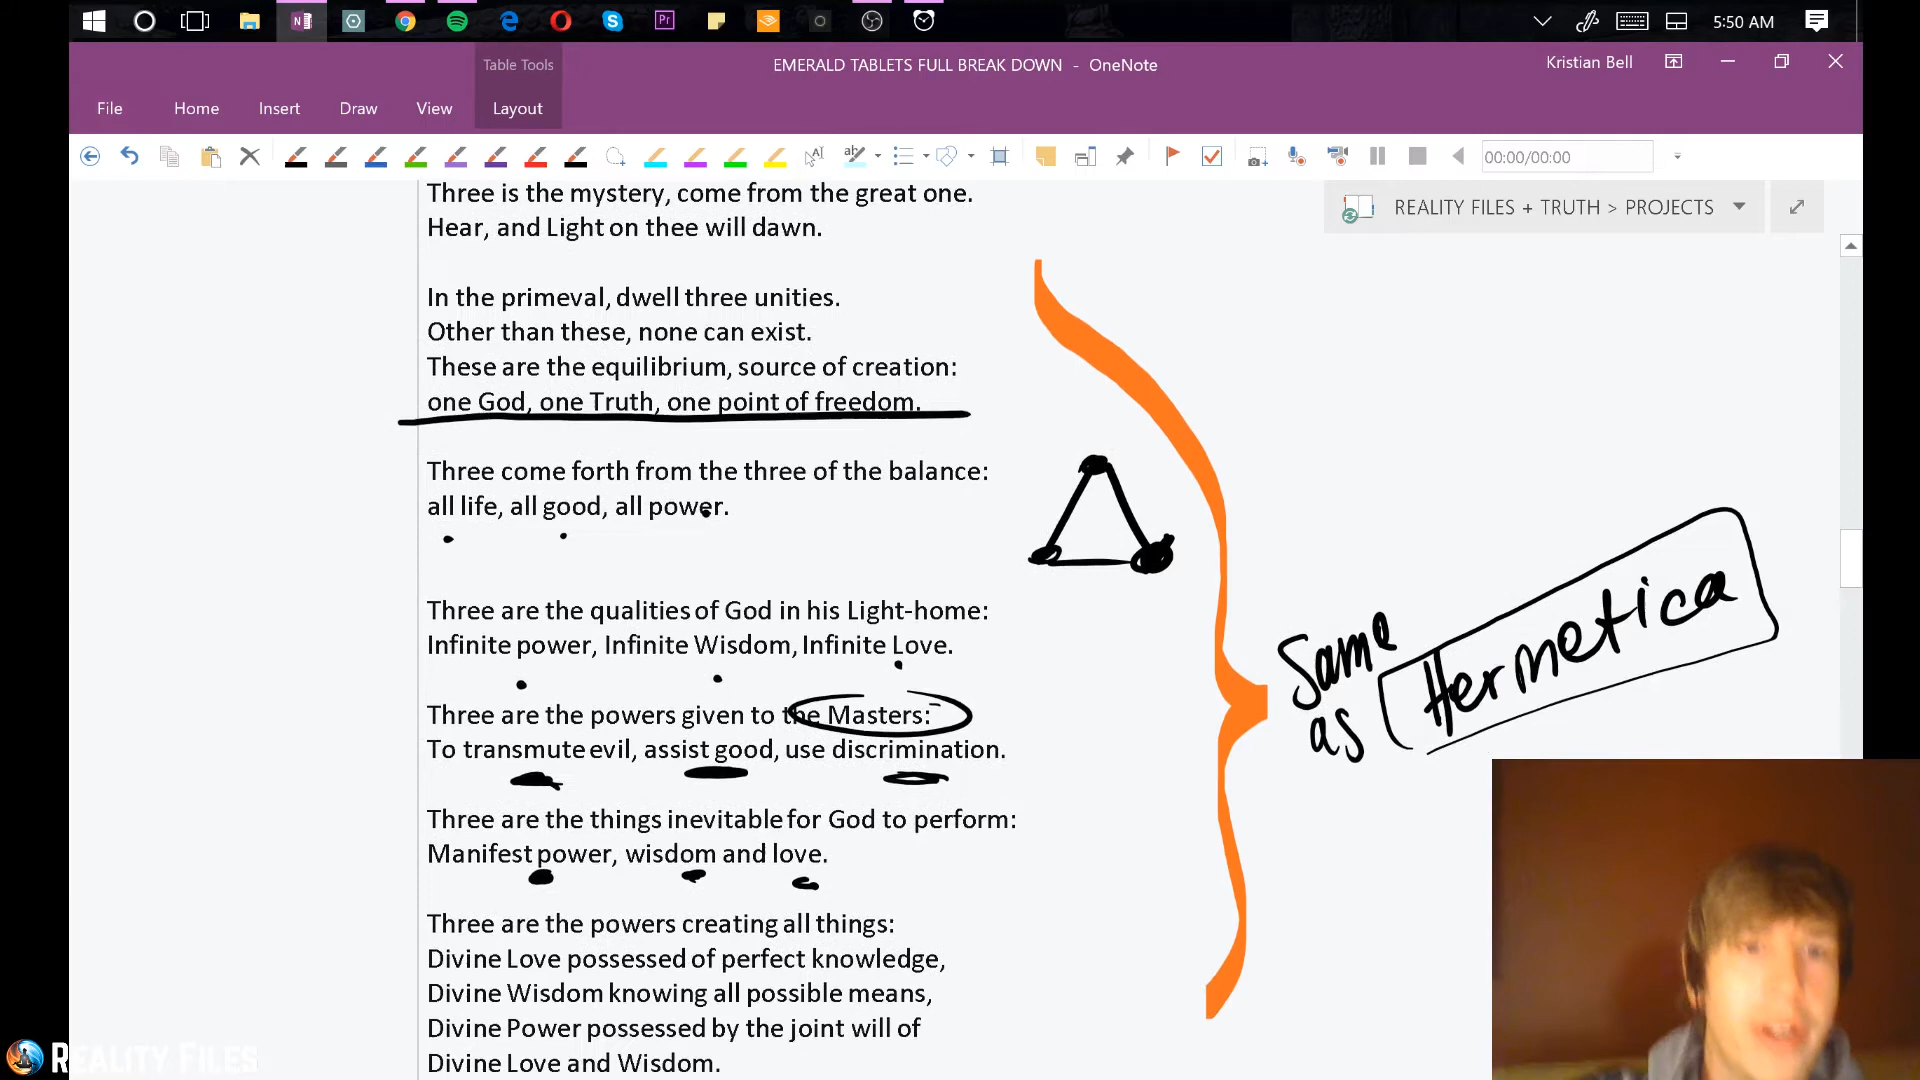 5:50 AM
Table Tools
EMERALD TABLETS FULL BREAK DOWN - OneNote
Kristian Bell
File Home Insert Draw View Layout
00:00/00:00
REALITY FILES + TRUTH > PROJECTS
Three is the mystery, come from the great one.
Hear, and Light on thee will dawn.
In the primeval, dwell three unities.
Other than these, none can exist.
These are the equilibrium, source of creation:
one God, one Truth, one point of freedom.
Three come forth from the three of the balance:
all life, all good, all power.
Three are the qualities of God in his Light-home:
Infinite power, Infinite Wisdom, Infinite Love.
Three are the powers given to the Masters:
To transmute evil, assist good, use discrimination.
Three are the things inevitable for God to perform:
Manifest power, wisdom and love.
Three are the powers creating all things:
Divine Love possessed of perfect knowledge,
Divine Wisdom knowing all possible means,
Divine Power possessed by the joint will of
Divine Love and Wisdom.
Same
as Hermetica
REALITY FILES